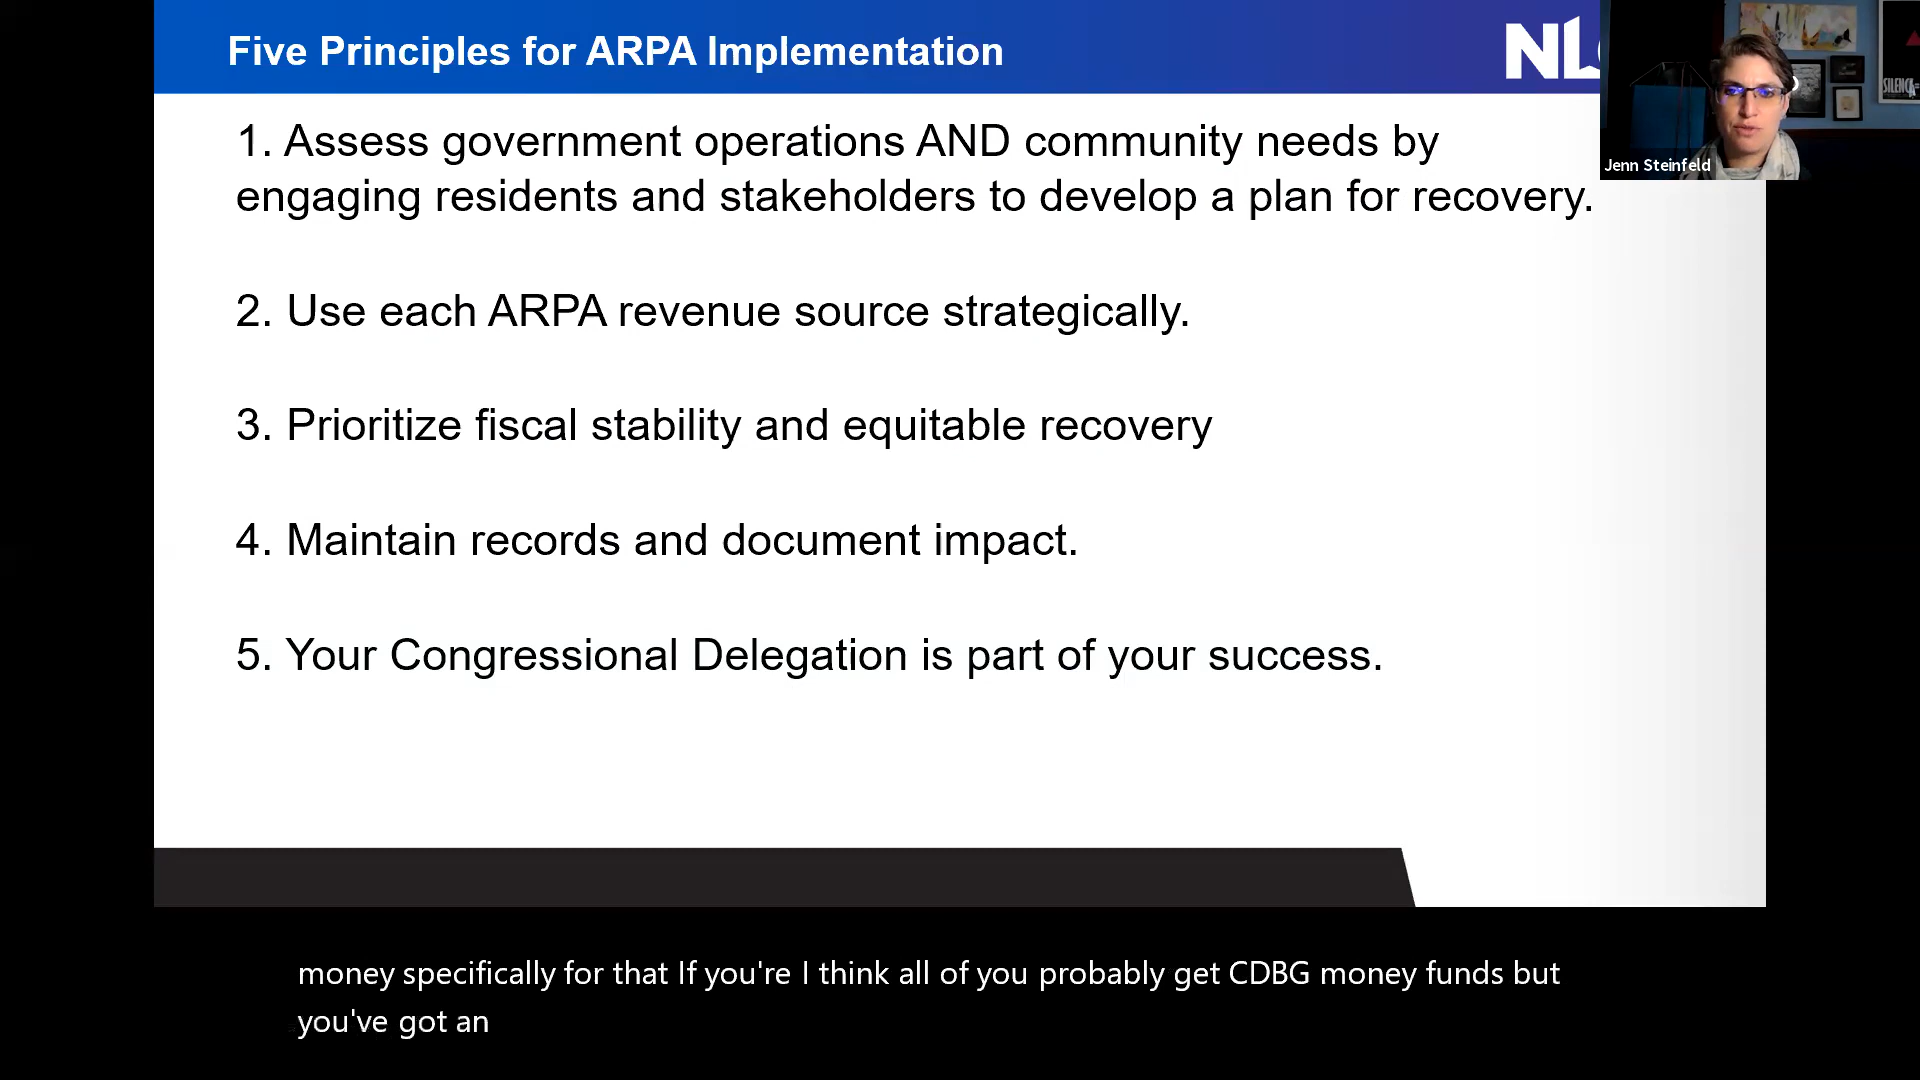 Five Principles for ARPA Implementation
NL
SILENC
Jenn Steinfeld
1. Assess government operations AND community needs by
engaging residents and stakeholders to develop a plan for recovery.
2. Use each ARPA revenue source strategically.
3. Prioritize fiscal stability and equitable recovery
4. Maintain records and document impact.
5. Your Congressional Delegation is part of your success.
money specifically for that If you're I think all of you probably get CDBG money funds but
you've got an